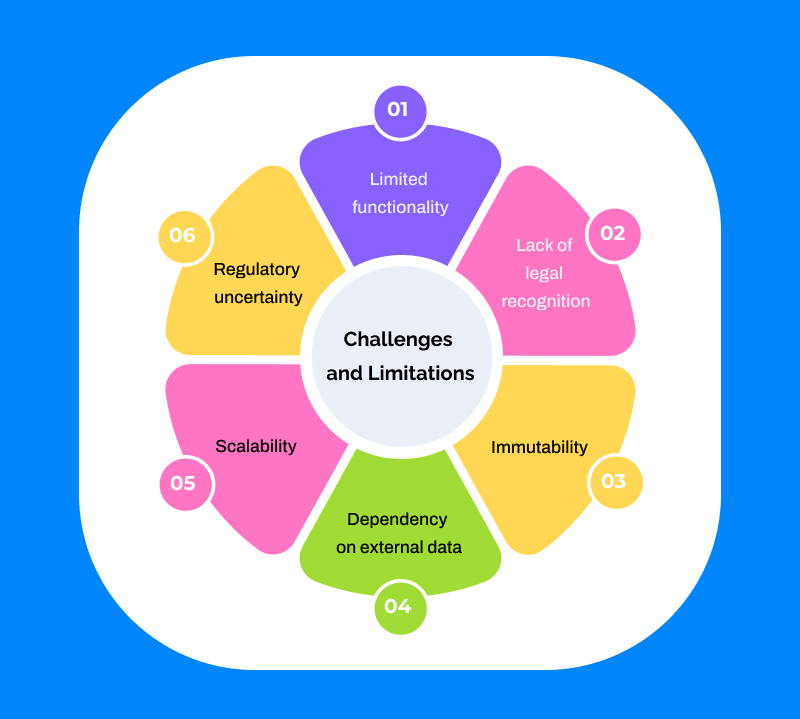 01
Limited
functionality
02
Lack of
legal
recognition
03
Immutability
04
Dependency
on external data
05
Scalability
06
Regulatory
uncertainty
Challenges
and Limitations